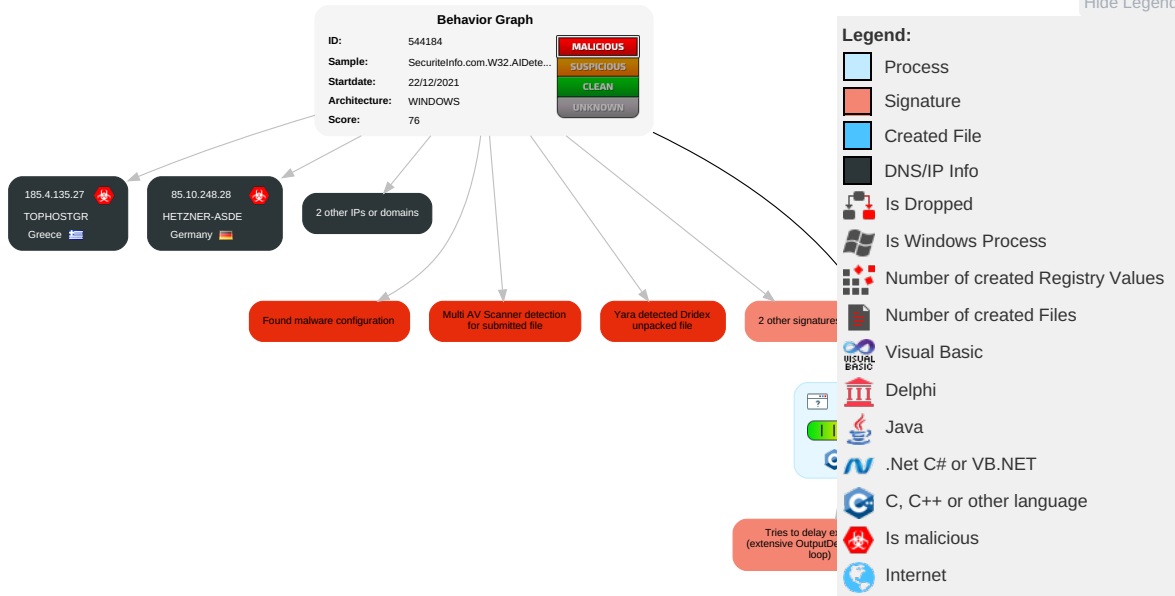 Hide Legend
Behavior Graph
ID: 544184
Sample: SecuriteInfo.com.W32.AIDete...
Startdate: 22/12/2021
Architecture: WINDOWS
Score: 76
MALICIOUS
SUSPICIOUS
CLEAN
UNKNOWN
185.4.135.27
TOPHOSTGR
Greece
85.10.248.28
HETZNER-ASDE
Germany
2 other IPs or domains
Found malware configuration
Multi AV Scanner detection
for submitted file
Yara detected Dridex
unpacked file
2 other signatures
?
Tries to delay
(extensive
loop)
Legend:
Process
Signature
Created File
DNS/IP Info
Is Dropped
Is Windows Process
Number of created Registry Values
Number of created Files
VISUAL
BASIC
Visual Basic
Delphi
Java
.Net C# or VB.NET
C, C++ or other language
Is malicious
Internet